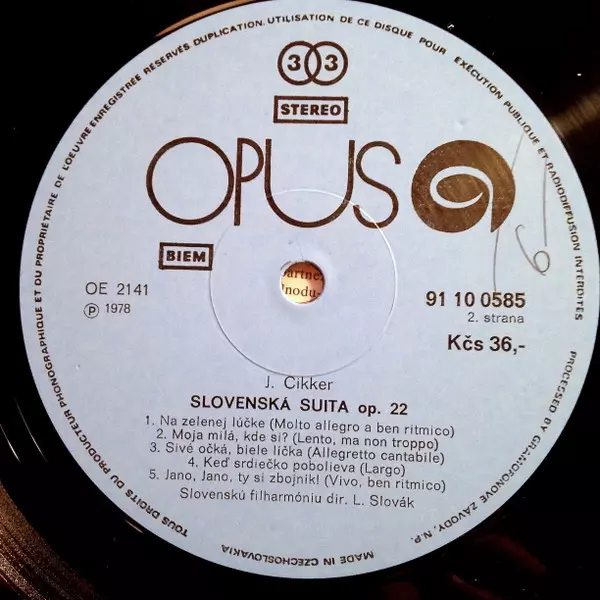 TOUS DROITS DU PRODUCTEUR PHONOGRAPHIQUE ET DU PROPRIÉTAIRE DE L'OEUVRE ENREGISTRÉE RÉSERVÉS. DUPLICATION, UTILISATION DE CE DISQUE POUR EXÉCUTION PUBLIQUE ET RADIODIFFUSION INTERDITES
33
STEREO
OPUS
BIEM
OE 2141
Ⓟ 1978
91 10 0585
2. strana
Kčs 36,-
J. Cikker
SLOVENSKÁ SUITA op. 22
1. Na zelenej lúčke (Molto allegro a ben ritmico)
2. Moja milá, kde si? (Lento, ma non troppo)
3. Sivé očká, biele líčka (Allegretto cantabile)
4. Keď srdiečko pobolieva (Largo)
5. Jano, Jano, ty si zbojník! (Vivo, ben ritmico)
Slovenskú filharmóniu dir. L. Slovák
PROCESSED BY GRAMOFONOVÉ ZÁVODY, N.P.
MADE IN CZECHOSLOVAKIA